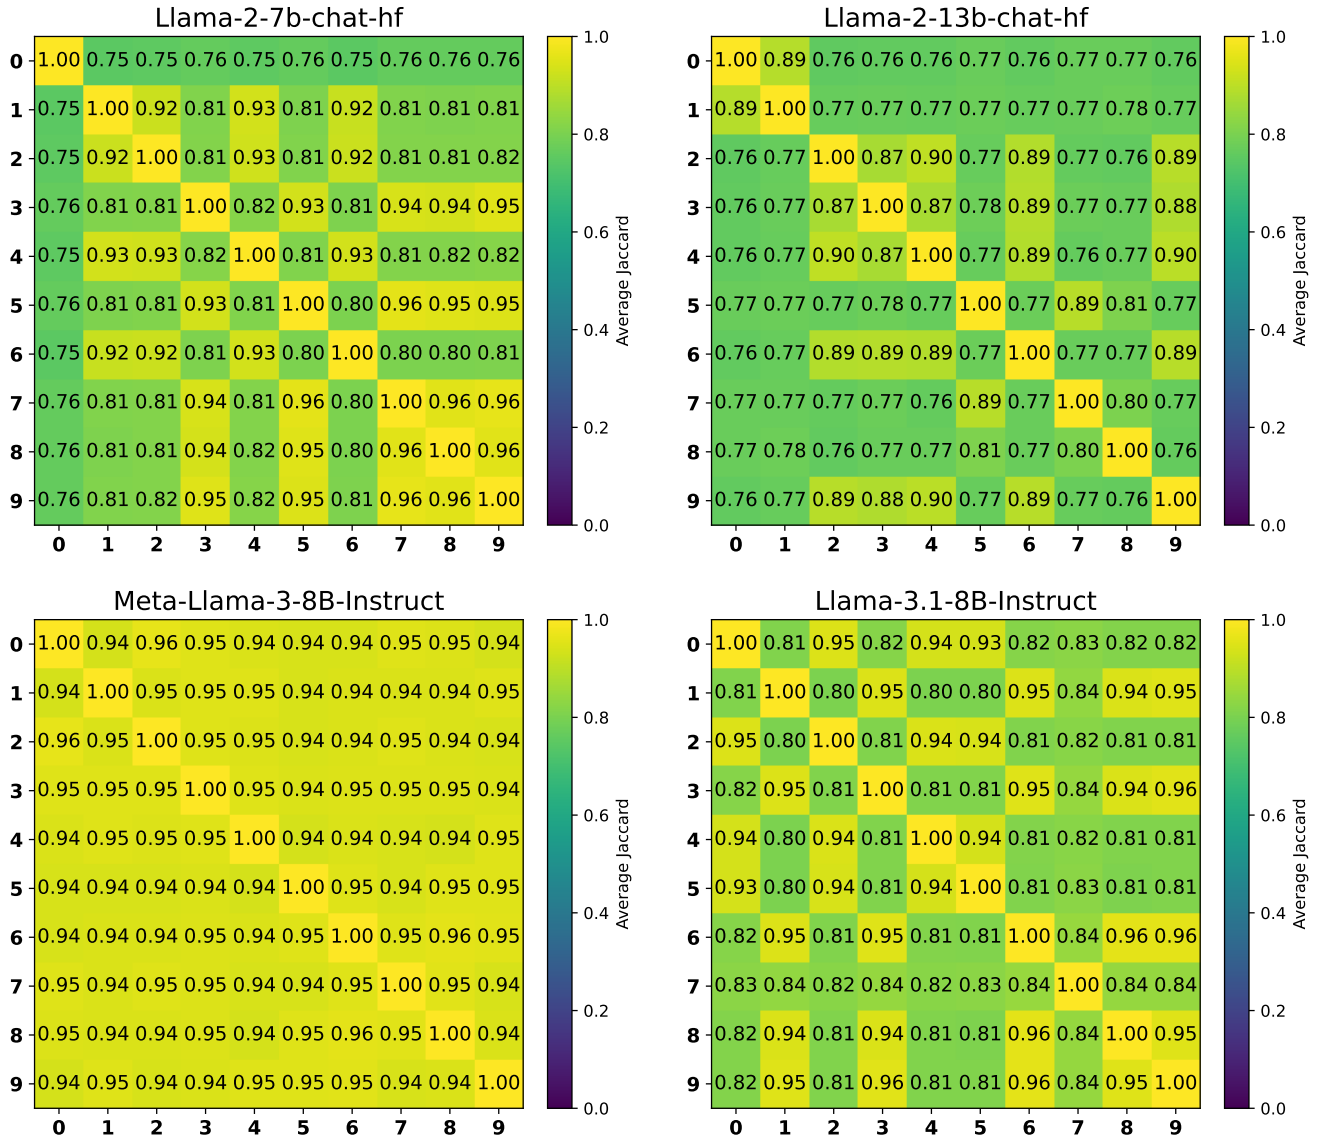 Llama-2-7b-chat-hf
0 1.00 0.75 0.75 0.76 0.75 0.76 0.75 0.76 0.76 0.76
1 0.75 1.00 0.92 0.81 0.93 0.81 0.92 0.81 0.81 0.81
2 0.75 0.92 1.00 0.81 0.93 0.81 0.92 0.81 0.81 0.82
3 0.76 0.81 0.81 1.00 0.82 0.93 0.81 0.94 0.94 0.95
4 0.75 0.93 0.93 0.82 1.00 0.81 0.93 0.81 0.82 0.82
5 0.76 0.81 0.81 0.93 0.81 1.00 0.80 0.96 0.95 0.95
6 0.75 0.92 0.92 0.81 0.93 0.80 1.00 0.80 0.80 0.81
7 0.76 0.81 0.81 0.94 0.81 0.96 0.80 1.00 0.96 0.96
8 0.76 0.81 0.81 0.94 0.82 0.95 0.80 0.96 1.00 0.96
9 0.76 0.81 0.82 0.95 0.82 0.95 0.81 0.96 0.96 1.00
0 1 2 3 4 5 6 7 8 9
1.0
0.8
0.6
0.4
0.2
0.0
Average Jaccard
Llama-2-13b-chat-hf
0 1.00 0.89 0.76 0.76 0.76 0.77 0.76 0.77 0.77 0.76
1 0.89 1.00 0.77 0.77 0.77 0.77 0.77 0.77 0.78 0.77
2 0.76 0.77 1.00 0.87 0.90 0.77 0.89 0.77 0.76 0.89
3 0.76 0.77 0.87 1.00 0.87 0.78 0.89 0.77 0.77 0.88
4 0.76 0.77 0.90 0.87 1.00 0.77 0.89 0.76 0.77 0.90
5 0.77 0.77 0.77 0.78 0.77 1.00 0.77 0.89 0.81 0.77
6 0.76 0.77 0.89 0.89 0.89 0.77 1.00 0.77 0.77 0.89
7 0.77 0.77 0.77 0.77 0.76 0.89 0.77 1.00 0.80 0.77
8 0.77 0.78 0.76 0.77 0.77 0.81 0.77 0.80 1.00 0.76
9 0.76 0.77 0.89 0.88 0.90 0.77 0.89 0.77 0.76 1.00
0 1 2 3 4 5 6 7 8 9
1.0
0.8
0.6
0.4
0.2
0.0
Average Jaccard
Meta-Llama-3-8B-Instruct
0 1.00 0.94 0.96 0.95 0.94 0.94 0.94 0.95 0.95 0.94
1 0.94 1.00 0.95 0.95 0.95 0.94 0.94 0.94 0.94 0.95
2 0.96 0.95 1.00 0.95 0.95 0.94 0.94 0.95 0.94 0.94
3 0.95 0.95 0.95 1.00 0.95 0.94 0.95 0.95 0.95 0.94
4 0.94 0.95 0.95 0.95 1.00 0.94 0.94 0.94 0.94 0.95
5 0.94 0.94 0.94 0.94 0.94 1.00 0.95 0.94 0.95 0.95
6 0.94 0.94 0.94 0.95 0.94 0.95 1.00 0.95 0.96 0.95
7 0.95 0.94 0.95 0.95 0.94 0.94 0.95 1.00 0.95 0.94
8 0.95 0.94 0.94 0.95 0.94 0.95 0.96 0.95 1.00 0.94
9 0.94 0.95 0.94 0.94 0.95 0.95 0.95 0.94 0.94 1.00
0 1 2 3 4 5 6 7 8 9
1.0
0.8
0.6
0.4
0.2
0.0
Average Jaccard
Llama-3.1-8B-Instruct
0 1.00 0.81 0.95 0.82 0.94 0.93 0.82 0.83 0.82 0.82
1 0.81 1.00 0.80 0.95 0.80 0.80 0.95 0.84 0.94 0.95
2 0.95 0.80 1.00 0.81 0.94 0.94 0.81 0.82 0.81 0.81
3 0.82 0.95 0.81 1.00 0.81 0.81 0.95 0.84 0.94 0.96
4 0.94 0.80 0.94 0.81 1.00 0.94 0.81 0.82 0.81 0.81
5 0.93 0.80 0.94 0.81 0.94 1.00 0.81 0.83 0.81 0.81
6 0.82 0.95 0.81 0.95 0.81 0.81 1.00 0.84 0.96 0.96
7 0.83 0.84 0.82 0.84 0.82 0.83 0.84 1.00 0.84 0.84
8 0.82 0.94 0.81 0.94 0.81 0.81 0.96 0.84 1.00 0.95
9 0.82 0.95 0.81 0.96 0.81 0.81 0.96 0.84 0.95 1.00
0 1 2 3 4 5 6 7 8 9
1.0
0.8
0.6
0.4
0.2
0.0
Average Jaccard